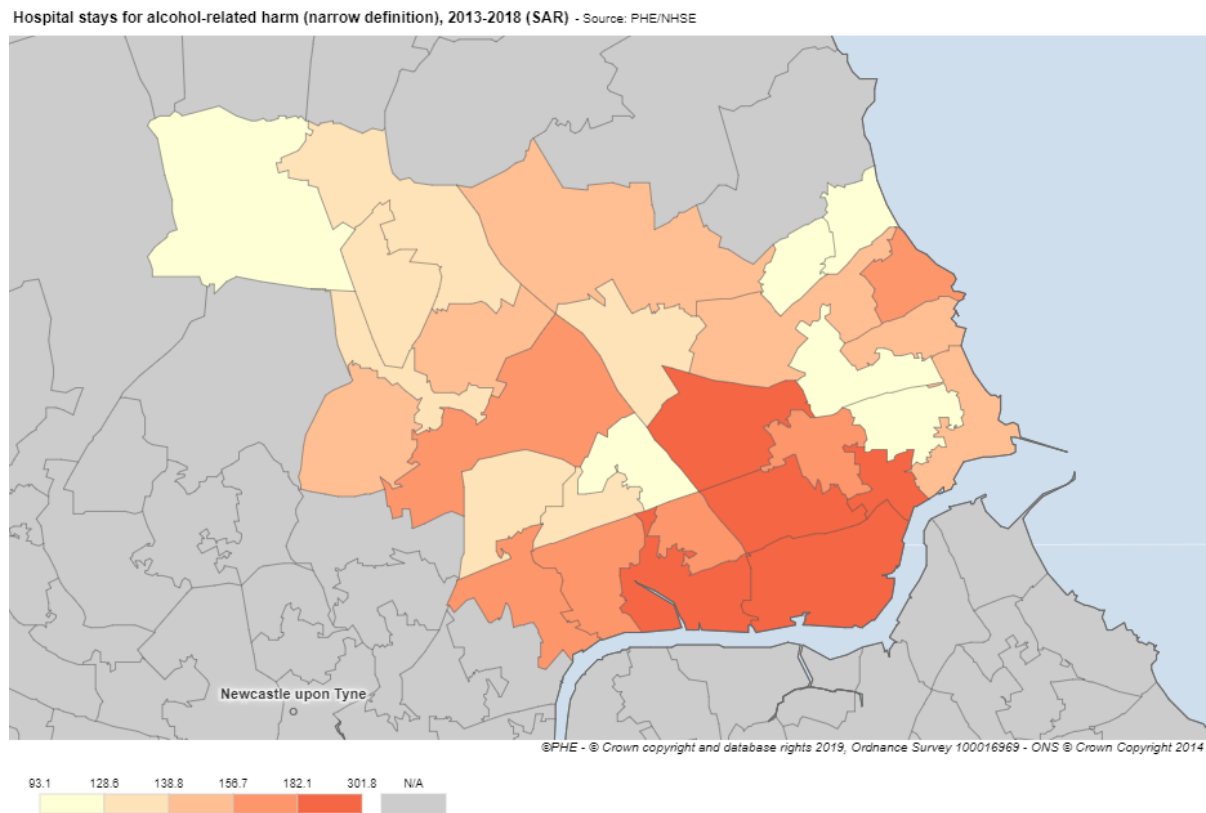 Hospital stays for alcohol-related harm (narrow definition), 2013-2018 (SAR) - Source: PHE/NHSE
Newcastle upon Tyne
©PHE - © Crown copyright and database rights 2019, Ordnance Survey 100016969 - ONS © Crown Copyright 2014
93.1 128.6 138.8 156.7 182.1 301.8 N/A